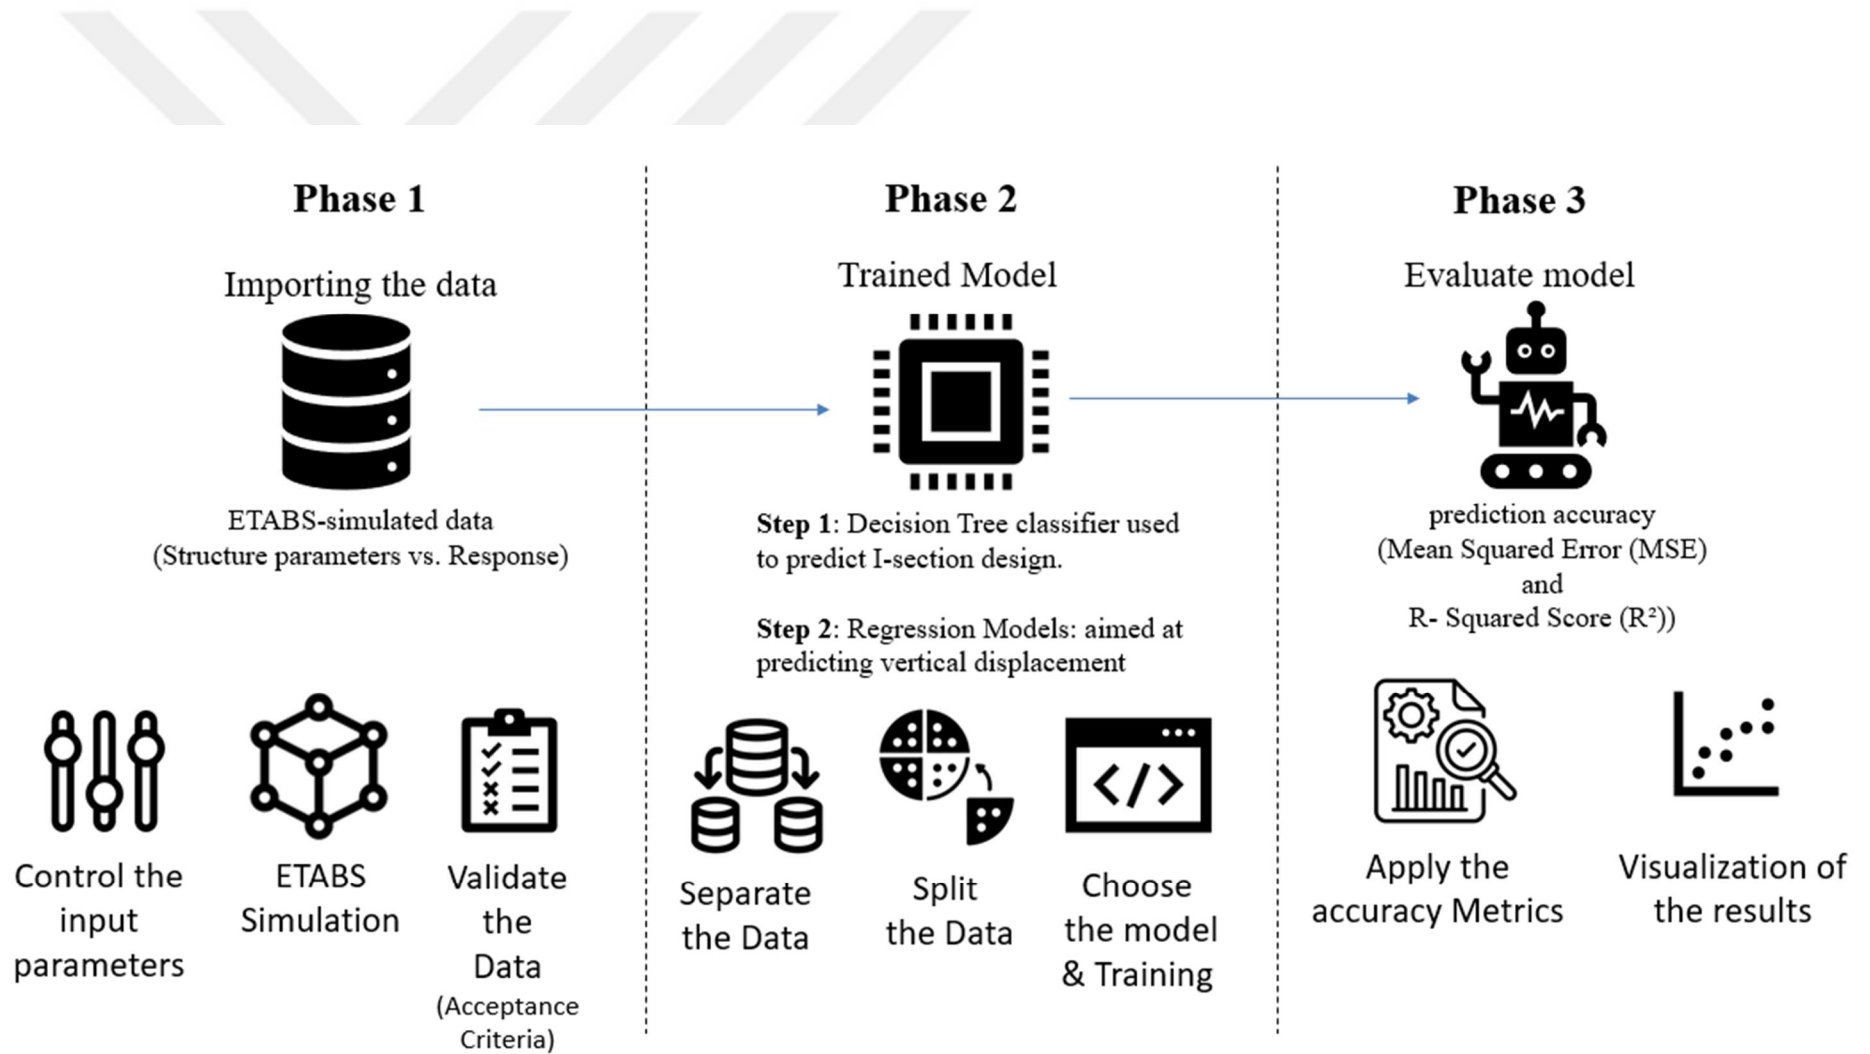 Phase 1
Importing the data
ETABS-simulated data
(Structure parameters vs. Response)
Control the
input
parameters
ETABS
Simulation
Validate
the
Data
(Acceptance
Criteria)
Phase 2
Trained Model
Step 1: Decision Tree classifier used
to predict I-section design.
Step 2: Regression Models: aimed at
predicting vertical displacement
Separate
the Data
Split
the Data
</>
Choose
the model
& Training
Phase 3
Evaluate model
prediction accuracy
(Mean Squared Error (MSE)
and
R- Squared Score (R²))
Apply the
accuracy Metrics
Visualization of
the results